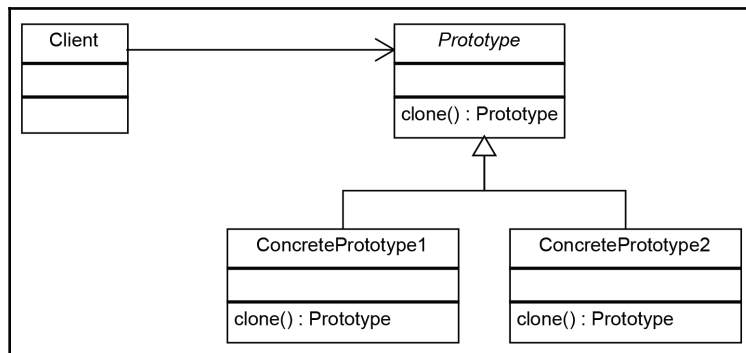 Client
Prototype
clone() : Prototype
ConcretePrototype1
ConcretePrototype2
clone() : Prototype
clone() : Prototype